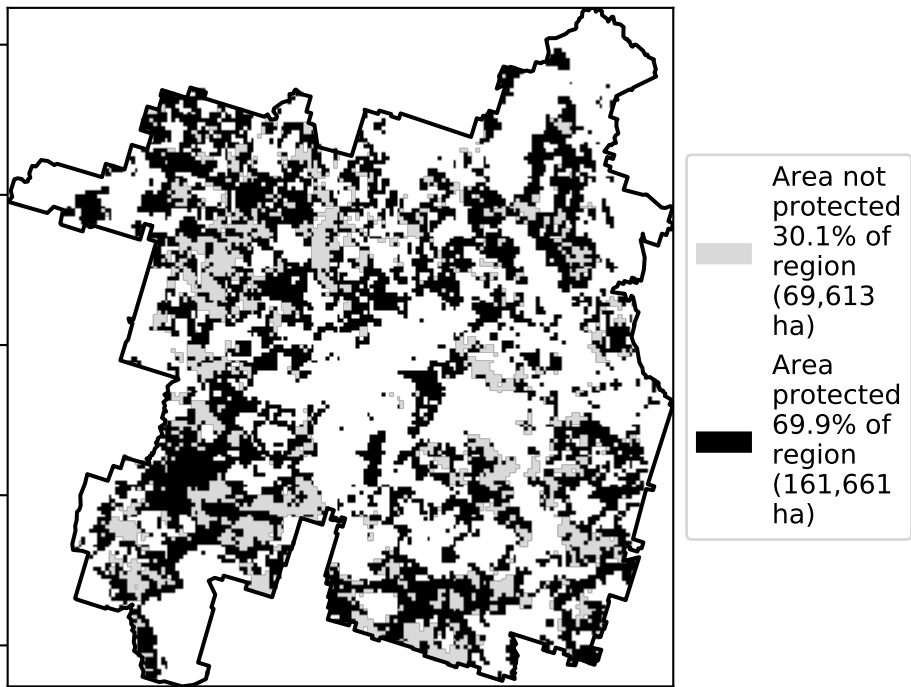 Area not
protected
30.1% of
region
(69,613
ha)
Area
protected
69.9% of
region
(161,661
ha)